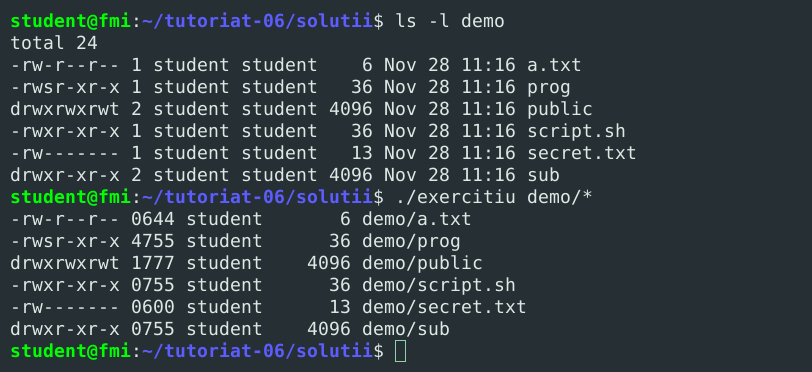 student@fmi:~/tutoriat-06/solutii$ ls -l demo
total 24
-rw-r--r-- 1 student student    6 Nov 28 11:16 a.txt
-rwsr-xr-x 1 student student   36 Nov 28 11:16 prog
drwxrwxrwt 2 student student 4096 Nov 28 11:16 public
-rwxr-xr-x 1 student student   36 Nov 28 11:16 script.sh
-rw------- 1 student student   13 Nov 28 11:16 secret.txt
drwxr-xr-x 2 student student 4096 Nov 28 11:16 sub
student@fmi:~/tutoriat-06/solutii$ ./exercitiu demo/*
-rw-r--r-- 0644 student       6 demo/a.txt
-rwsr-xr-x 4755 student      36 demo/prog
drwxrwxrwt 1777 student    4096 demo/public
-rwxr-xr-x 0755 student      36 demo/script.sh
-rw------- 0600 student      13 demo/secret.txt
drwxr-xr-x 0755 student    4096 demo/sub
student@fmi:~/tutoriat-06/solutii$